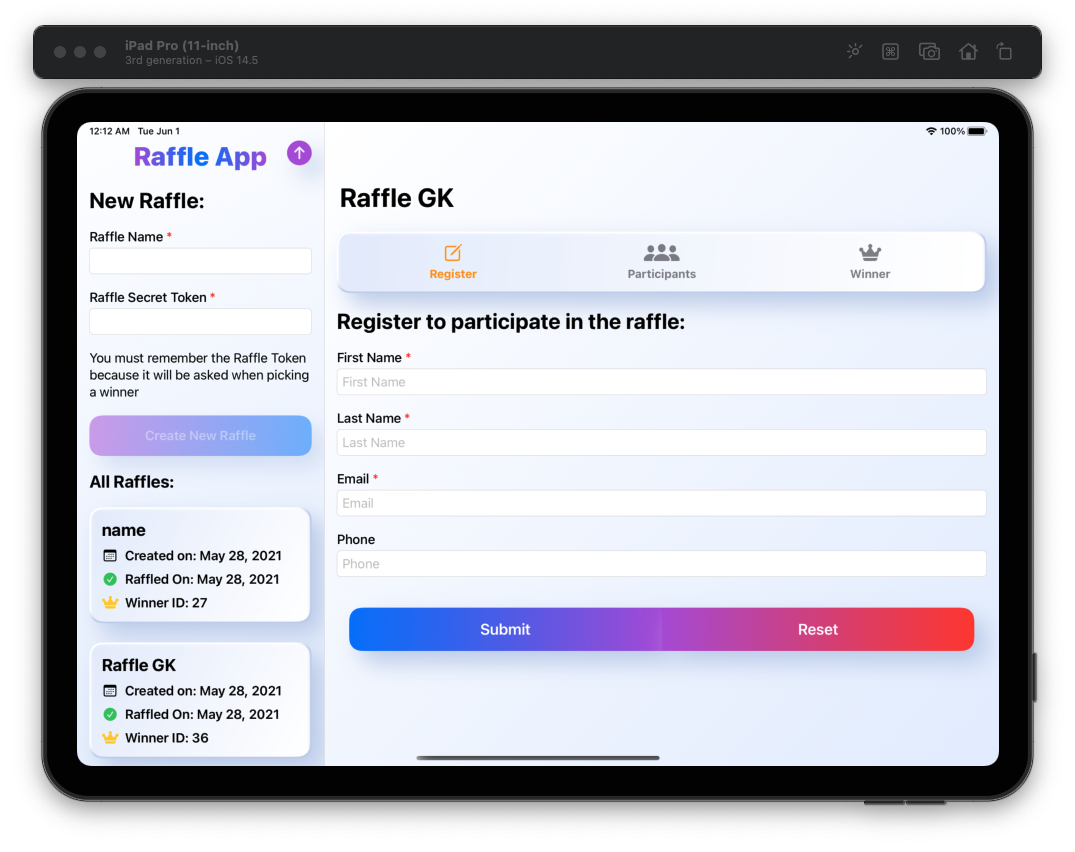 iPad Pro (11-inch)
3rd generation – iOS 14.5
12:12 AM Tue Jun 1
100%
Raffle App
New Raffle:
Raffle Name *
Raffle Secret Token *
You must remember the Raffle Token
because it will be asked when picking
a winner
Create New Raffle
All Raffles:
name
Created on: May 28, 2021
Raffled On: May 28, 2021
Winner ID: 27
Raffle GK
Created on: May 28, 2021
Raffled On: May 28, 2021
Winner ID: 36
Raffle GK
Register
Participants
Winner
Register to participate in the raffle:
First Name *
First Name
Last Name *
Last Name
Email *
Email
Phone
Phone
Submit
Reset